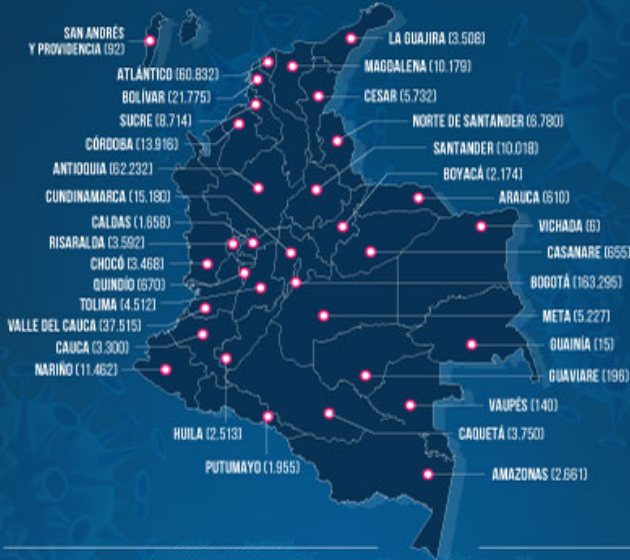 SAN ANDRÉS
Y PROVIDENCIA (92)
ATLÁNTICO (60.832)
BOLÍVAR (21.775)
SUCRE (8.714)
CÓRDOBA (13.916)
ANTIOQUIA (62.232)
CUNDINAMARCA (15.180)
CALDAS (1.658)
RISARALDA (3.592)
CHOCÓ (3.468)
QUINDÍO (670)
TOLIMA (4.512)
VALLE DEL CAUCA (37.515)
CAUCA (3.300)
NARIÑO (11.462)
HUILA (2.513)
PUTUMAYO (1.955)
LA GUAJIRA (3.508)
MAGDALENA (10.179)
CESAR (5.732)
NORTE DE SANTANDER (6.780)
SANTANDER (10.018)
BOYACÁ (2.174)
ARAUCA (610)
VICHADA (6)
CASANARE (655)
BOGOTÁ (163.295)
META (5.227)
GUAINÍA (15)
GUAVIARE (196)
VAUPÉS (140)
CAQUETÁ (3.750)
AMAZONAS (2.661)